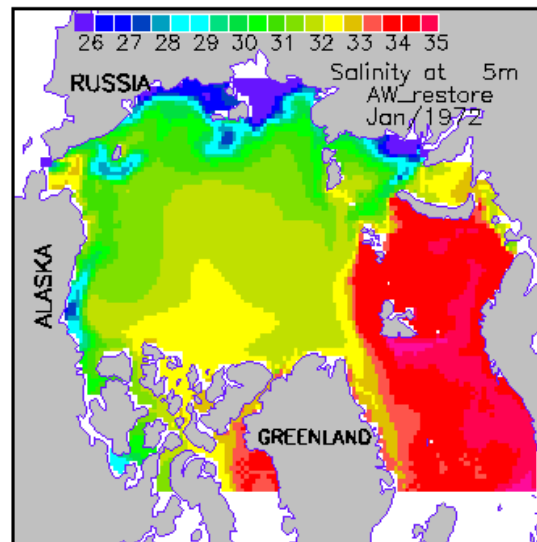 26 27 28 29 30 31 32 33 34 35
RUSSIA
Salinity at 5m
AW_restore
Jan/1972
ALASKA
GREENLAND